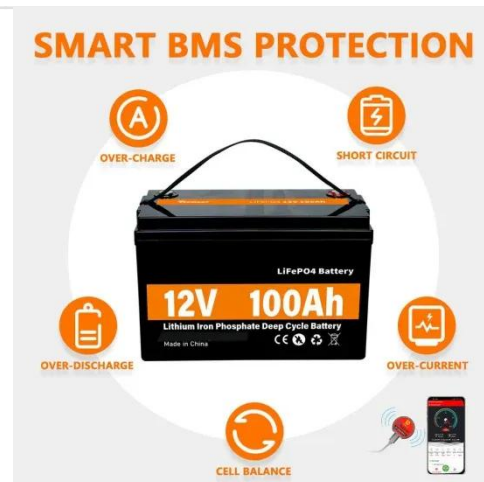 SMART BMS PROTECTION
A
OVER-CHARGE
SHORT CIRCUIT
LiFePO4 Battery
12V 100Ah
Lithium Iron Phosphate Deep Cycle Battery
Made in China
CE
OVER-DISCHARGE
OVER-CURRENT
CELL BALANCE